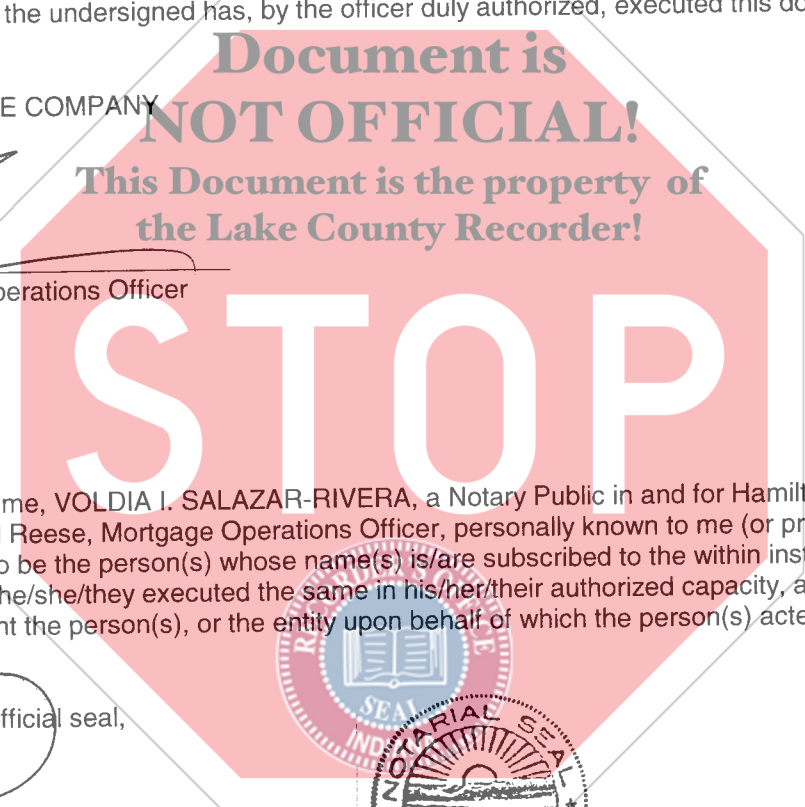 the undersigned has, by the officer duly authorized, executed this do
Document is
E COMPANY
NOT OFFICIAL!
This Document is the property of
the Lake County Recorder!
perations Officer
STOP
me, VOLDIA I. SALAZAR-RIVERA, a Notary Public in and for Hamilt
Reese, Mortgage Operations Officer, personally known to me (or pr
o be the person(s) whose name(s) is/are subscribed to the within inst
he/she/they executed the same in his/her/their authorized capacity, a
nt the person(s), or the entity upon behalf of which the person(s) acte
RECORDER'S OFFICE
SEAL
fficial seal,
NOTARIAL SEAL